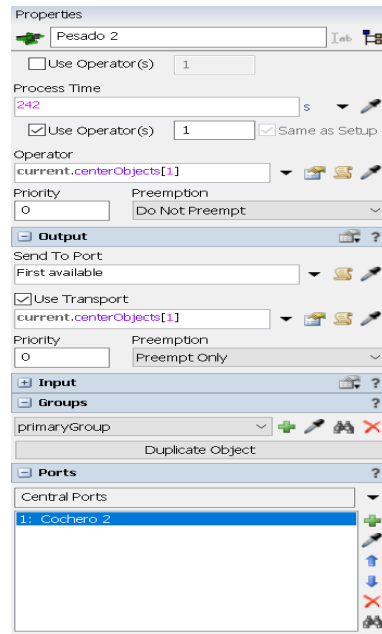 Properties
Pesado 2
Use Operator(s) 1
Process Time
242 s
Use Operator(s) 1 Same as Setup
Operator
current.centerObjects[1]
Priority Preemption
0 Do Not Preempt
Output ?
Send To Port
First available
Use Transport
current.centerObjects[1]
Priority Preemption
0 Preempt Only
Input ?
Groups ?
primaryGroup
Duplicate Object
Ports ?
Central Ports
1: Cochero 2